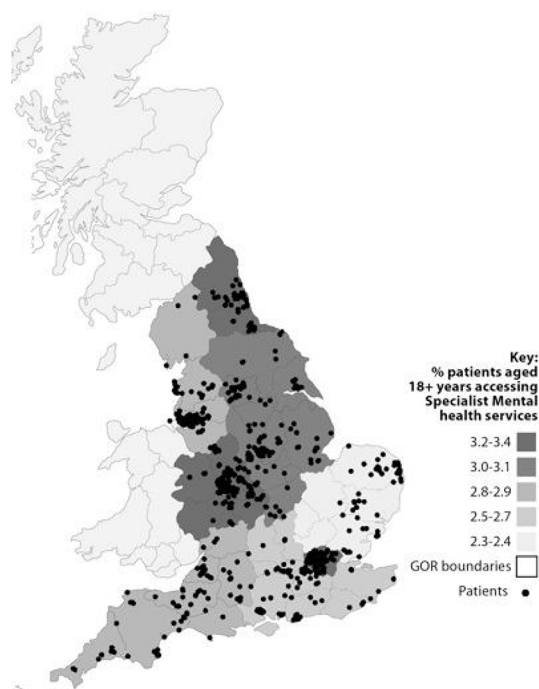 Key:
% patients aged
18+ years accessing
Specialist Mental
health services
3.2-3.4
3.0-3.1
2.8-2.9
2.5-2.7
2.3-2.4
GOR boundaries
Patients